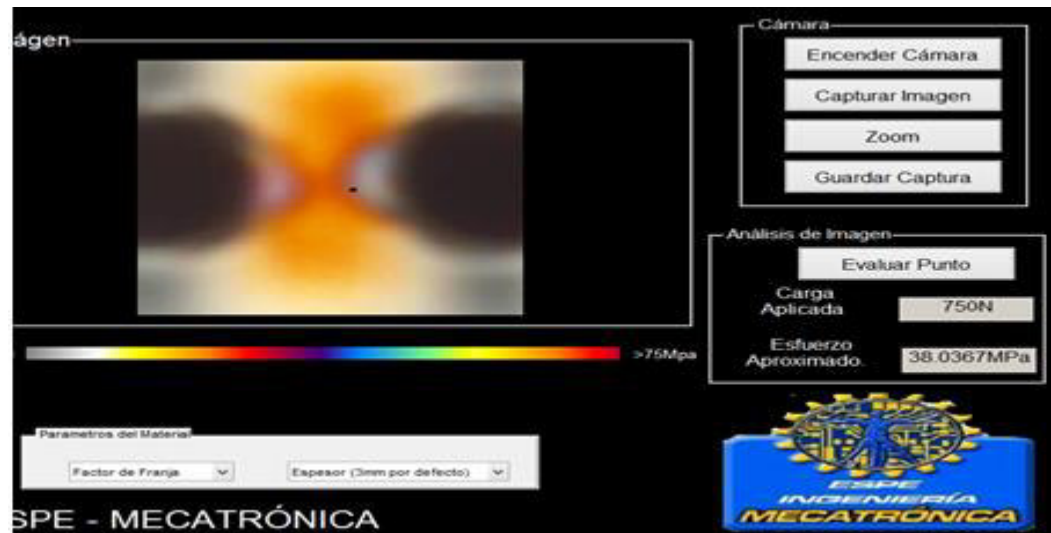 ágen
Cámara
Encender Cámara
Capturar Imagen
Zoom
Guardar Captura
Análisis de Imagen
Evaluar Punto
Carga
Aplicada
750N
Esfuerzo
Aproximado.
38.0367MPa
>75Mpa
Parametros del Material
Factor de Franja
Espesor (3mm por defecto)
SPE - MECATRÓNICA
ESPE
INGENIERÍA
MECATRÓNICA